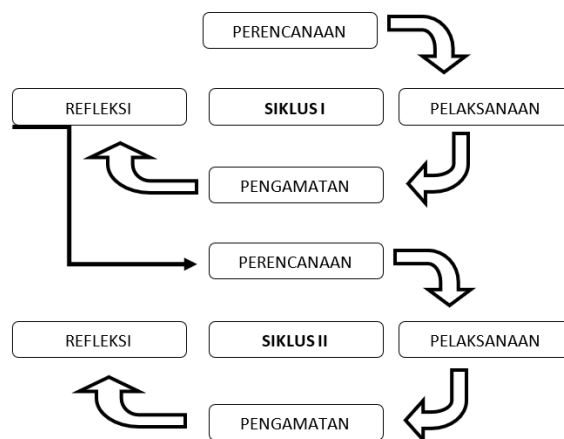 PERENCANAAN
REFLEKSI
SIKLUS I
PELAKSANAAN
PENGAMATAN
PERENCANAAN
REFLEKSI
SIKLUS II
PELAKSANAAN
PENGAMATAN